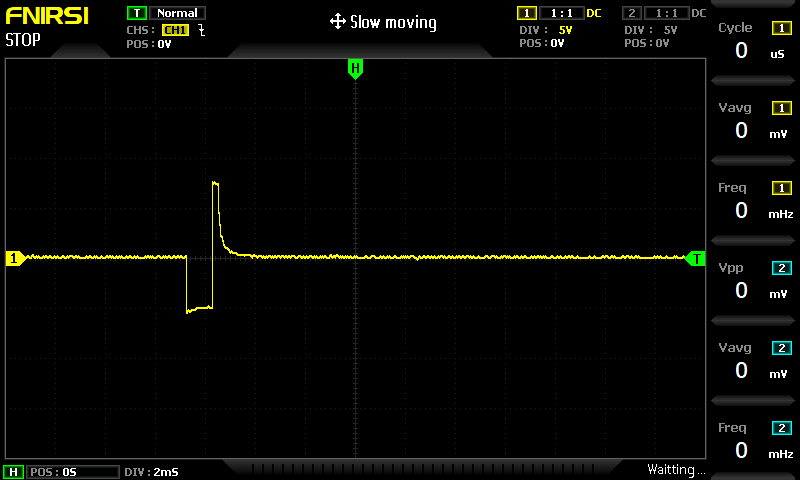 FNIRSI
STOP
T Normal
CHS: CH1
POS: 0V
Slow moving
1 1:1 DC
DIV: 5V
POS: 0V
2 1:1 DC
DIV: 5V
POS: 0V
H
1
T
Cycle 1
0 uS
Vavg 1
0 mV
Freq 1
0 mHz
Vpp 2
0 mV
Vavg 2
0 mV
Freq 2
0 mHz
H POS: 0S DIV: 2mS
Waitting...